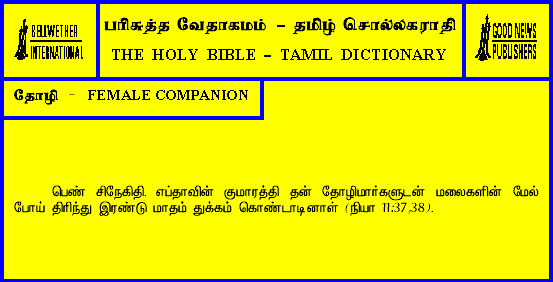 BELLWETHER
INTERNATIONAL
பரிசுத்த வேதாகமம் – தமிழ் சொல்லகராதி
THE HOLY BIBLE – TAMIL DICTIONARY
GOOD NEWS
PUBLISHERS
தோழி – FEMALE COMPANION
பெண் சிநேகிதி. எப்தாவின் குமாரத்தி தன் தோழிமார்களுடன் மலைகளின் மேல்
போய் திரிந்து இரண்டு மாதம் துக்கம் கொண்டாடினாள் (நியா 11:37,38).